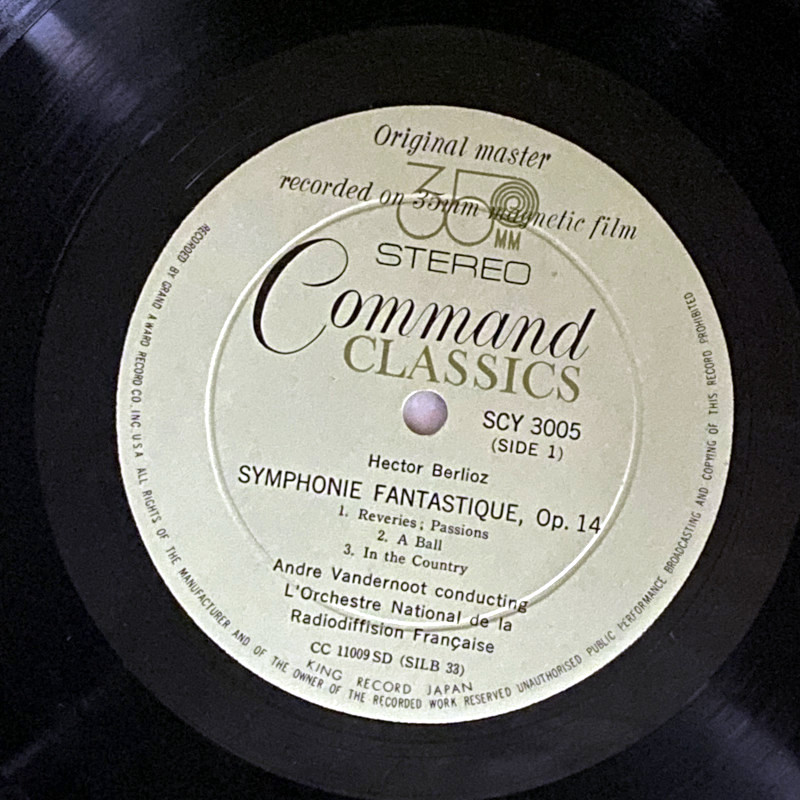 Original master
recorded on 35mm magnetic film
35MM
STEREO
Command
CLASSICS
SCY 3005
(SIDE 1)
Hector Berlioz
SYMPHONIE FANTASTIQUE, Op. 14
1. Reveries; Passions
2. A Ball
3. In the Country
Andre Vandernoot conducting
L'Orchestre National de la
Radiodiffision Française
CC 11009 SD (SILB 33)
KING RECORD JAPAN
RECORDED BY GRAND AWARD RECORD CO. INC. U.S.A. ALL RIGHTS OF THE MANUFACTURER AND OF THE OWNER OF THE RECORDED WORK RESERVED UNAUTHORISED PUBLIC PERFORMANCE BROADCASTING AND COPYING OF THIS RECORD PROHIBITED